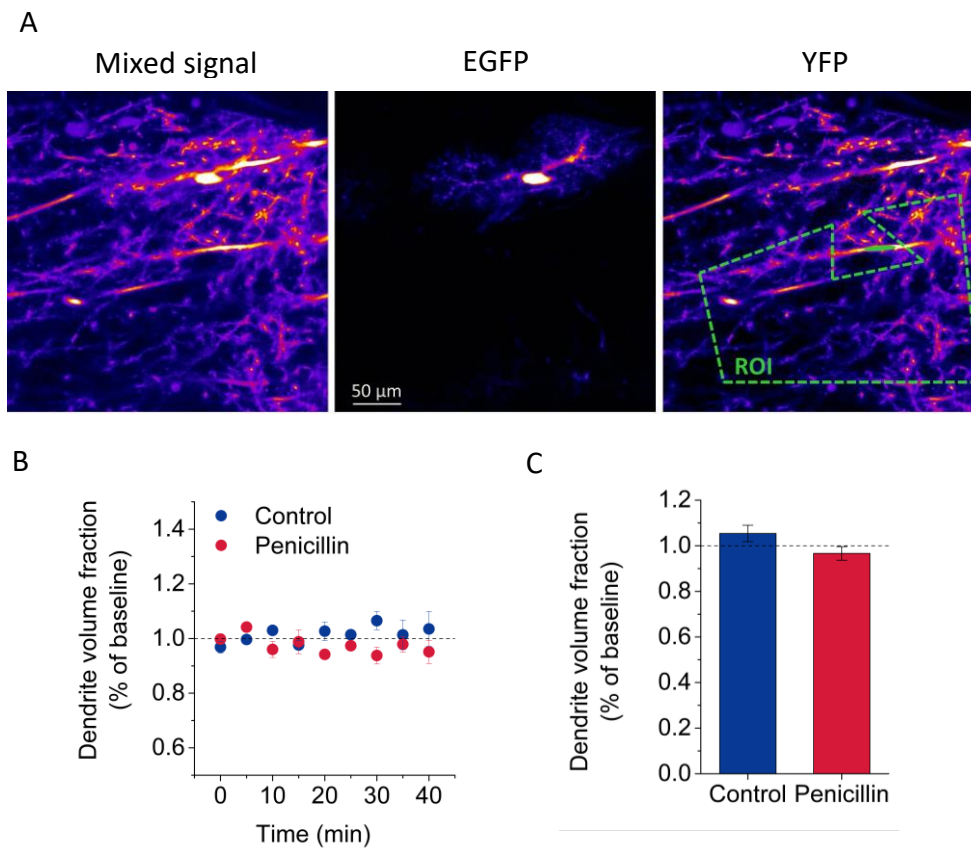 A
Mixed signal
EGFP
YFP
50 µm
ROI
B
Dendrite volume fraction
(% of baseline)
1.4
1.2
1.0
0.8
0.6
Control
Penicillin
0 10 20 30 40
Time (min)
C
Dendrite volume fraction
(% of baseline)
1.2
1.0
0.8
0.6
0.4
0.2
0.0
Control Penicillin